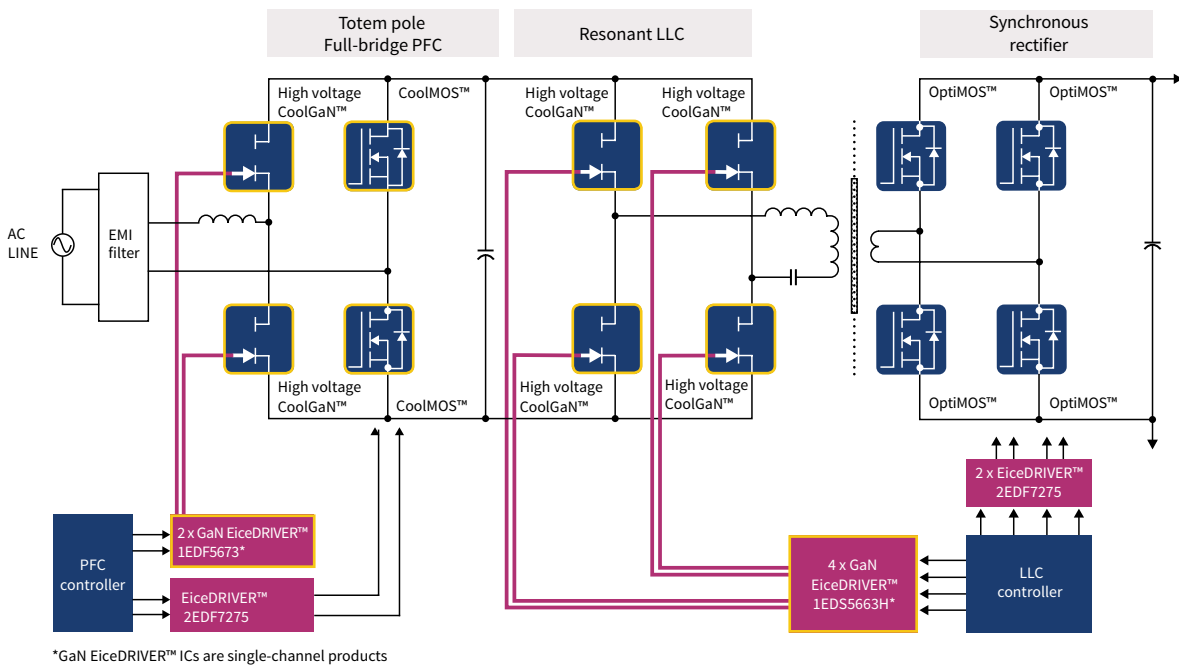 Totem pole
Full-bridge PFC
Resonant LLC
Synchronous
rectifier
High voltage
CoolGaN™
CoolMOS™
High voltage
CoolGaN™
High voltage
CoolGaN™
OptiMOS™
OptiMOS™
AC
LINE
EMI
filter
High voltage
CoolGaN™
CoolMOS™
High voltage
CoolGaN™
High voltage
CoolGaN™
OptiMOS™
OptiMOS™
2 x EiceDRIVER™
2EDF7275
PFC
controller
2 x GaN EiceDRIVER™
1EDF5673*
EiceDRIVER™
2EDF7275
4 x GaN
EiceDRIVER™
1EDS5663H*
LLC
controller
*GaN EiceDRIVER™ ICs are single-channel products